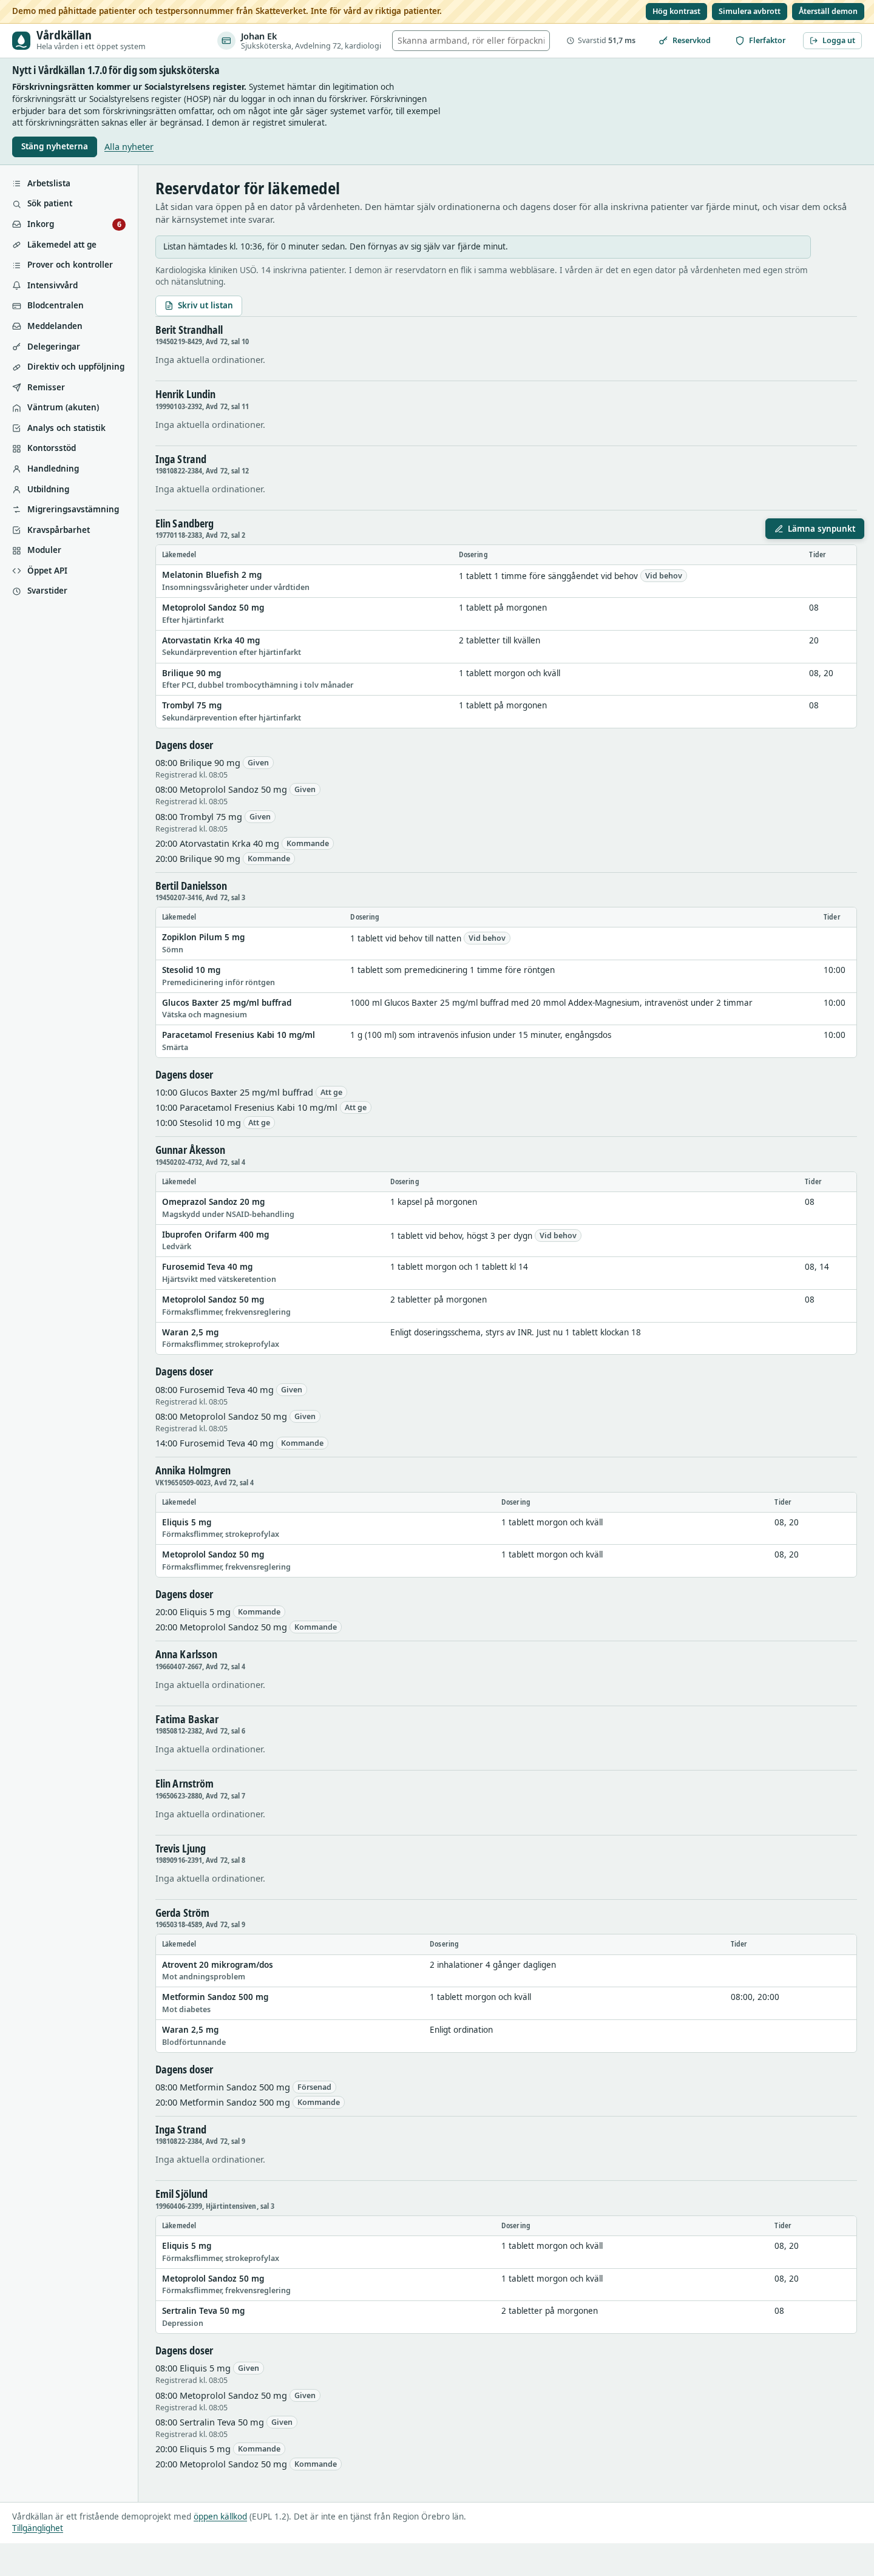 Demo med påhittade patienter och testpersonnummer från Skatteverket. Inte för vård av riktiga patienter.
Hög kontrast
Simulera avbrott
Återställ demon
Vårdkällan
Hela vården i ett öppet system
Johan Ek
Sjuksköterska, Avdelning 72, kardiologi
Skanna armband, rör eller förpackni
Svarstid 51,7 ms
Reservkod
Flerfaktor
Logga ut
Nytt i Vårdkällan 1.7.0 för dig som sjuksköterska
Förskrivningsrätten kommer ur Socialstyrelsens register. Systemet hämtar din legitimation och
förskrivningsrätt ur Socialstyrelsens register (HOSP) när du loggar in och innan du förskriver. Förskrivningen
erbjuder bara det som förskrivningsrätten omfattar, och om något inte går säger systemet varför, till exempel
att förskrivningsrätten saknas eller är begränsad. I demon är registret simulerat.
Stäng nyheterna
Alla nyheter
Arbetslista
Sök patient
Inkorg
6
Läkemedel att ge
Prover och kontroller
Intensivvård
Blodcentralen
Meddelanden
Delegeringar
Direktiv och uppföljning
Remisser
Väntrum (akuten)
Analys och statistik
Kontorsstöd
Handledning
Utbildning
Migreringsavstämning
Kravspårbarhet
Moduler
Öppet API
Svarstider
Reservdator för läkemedel
Låt sidan vara öppen på en dator på vårdenheten. Den hämtar själv ordinationerna och dagens doser för alla inskrivna patienter var fjärde minut, och visar dem också
när kärnsystemet inte svarar.
Listan hämtades kl. 10:36, för 0 minuter sedan. Den förnyas av sig själv var fjärde minut.
Kardiologiska kliniken USÖ. 14 inskrivna patienter. I demon är reservdatorn en flik i samma webbläsare. I vården är det en egen dator på vårdenheten med egen ström
och nätanslutning.
Skriv ut listan
Berit Strandhall
19450219-8429, Avd 72, sal 10
Inga aktuella ordinationer.
Henrik Lundin
19990103-2392, Avd 72, sal 11
Inga aktuella ordinationer.
Inga Strand
19810822-2384, Avd 72, sal 12
Inga aktuella ordinationer.
Elin Sandberg
19770118-2383, Avd 72, sal 2
Lämna synpunkt
Läkemedel Dosering Tider
Melatonin Bluefish 2 mg 1 tablett 1 timme före sänggåendet vid behov Vid behov
Insomningssvårigheter under vårdtiden
Metoprolol Sandoz 50 mg 1 tablett på morgonen 08
Efter hjärtinfarkt
Atorvastatin Krka 40 mg 2 tabletter till kvällen 20
Sekundärprevention efter hjärtinfarkt
Brilique 90 mg 1 tablett morgon och kväll 08, 20
Efter PCI, dubbel trombocythämning i tolv månader
Trombyl 75 mg 1 tablett på morgonen 08
Sekundärprevention efter hjärtinfarkt
Dagens doser
08:00 Brilique 90 mg Given
Registrerad kl. 08:05
08:00 Metoprolol Sandoz 50 mg Given
Registrerad kl. 08:05
08:00 Trombyl 75 mg Given
Registrerad kl. 08:05
20:00 Atorvastatin Krka 40 mg Kommande
20:00 Brilique 90 mg Kommande
Bertil Danielsson
19450207-3416, Avd 72, sal 3
Läkemedel Dosering Tider
Zopiklon Pilum 5 mg 1 tablett vid behov till natten Vid behov
Sömn
Stesolid 10 mg 1 tablett som premedicinering 1 timme före röntgen 10:00
Premedicinering inför röntgen
Glucos Baxter 25 mg/ml buffrad 1000 ml Glucos Baxter 25 mg/ml buffrad med 20 mmol Addex-Magnesium, intravenöst under 2 timmar 10:00
Vätska och magnesium
Paracetamol Fresenius Kabi 10 mg/ml 1 g (100 ml) som intravenös infusion under 15 minuter, engångsdos 10:00
Smärta
Dagens doser
10:00 Glucos Baxter 25 mg/ml buffrad Att ge
10:00 Paracetamol Fresenius Kabi 10 mg/ml Att ge
10:00 Stesolid 10 mg Att ge
Gunnar Åkesson
19450202-4732, Avd 72, sal 4
Läkemedel Dosering Tider
Omeprazol Sandoz 20 mg 1 kapsel på morgonen 08
Magskydd under NSAID-behandling
Ibuprofen Orifarm 400 mg 1 tablett vid behov, högst 3 per dygn Vid behov
Ledvärk
Furosemid Teva 40 mg 1 tablett morgon och 1 tablett kl 14 08, 14
Hjärtsvikt med vätskeretention
Metoprolol Sandoz 50 mg 2 tabletter på morgonen 08
Förmaksflimmer, frekvensreglering
Waran 2,5 mg Enligt doseringsschema, styrs av INR. Just nu 1 tablett klockan 18
Förmaksflimmer, strokeprofylax
Dagens doser
08:00 Furosemid Teva 40 mg Given
Registrerad kl. 08:05
08:00 Metoprolol Sandoz 50 mg Given
Registrerad kl. 08:05
14:00 Furosemid Teva 40 mg Kommande
Annika Holmgren
VK19650509-0023, Avd 72, sal 4
Läkemedel Dosering Tider
Eliquis 5 mg 1 tablett morgon och kväll 08, 20
Förmaksflimmer, strokeprofylax
Metoprolol Sandoz 50 mg 1 tablett morgon och kväll 08, 20
Förmaksflimmer, frekvensreglering
Dagens doser
20:00 Eliquis 5 mg Kommande
20:00 Metoprolol Sandoz 50 mg Kommande
Anna Karlsson
19660407-2667, Avd 72, sal 4
Inga aktuella ordinationer.
Fatima Baskar
19850812-2382, Avd 72, sal 6
Inga aktuella ordinationer.
Elin Arnström
19650623-2880, Avd 72, sal 7
Inga aktuella ordinationer.
Trevis Ljung
19890916-2391, Avd 72, sal 8
Inga aktuella ordinationer.
Gerda Ström
19650318-4589, Avd 72, sal 9
Läkemedel Dosering Tider
Atrovent 20 mikrogram/dos 2 inhalationer 4 gånger dagligen
Mot andningsproblem
Metformin Sandoz 500 mg 1 tablett morgon och kväll 08:00, 20:00
Mot diabetes
Waran 2,5 mg Enligt ordination
Blodförtunnande
Dagens doser
08:00 Metformin Sandoz 500 mg Försenad
20:00 Metformin Sandoz 500 mg Kommande
Inga Strand
19810822-2384, Avd 72, sal 9
Inga aktuella ordinationer.
Emil Sjölund
19960406-2399, Hjärtintensiven, sal 3
Läkemedel Dosering Tider
Eliquis 5 mg 1 tablett morgon och kväll 08, 20
Förmaksflimmer, strokeprofylax
Metoprolol Sandoz 50 mg 1 tablett morgon och kväll 08, 20
Förmaksflimmer, frekvensreglering
Sertralin Teva 50 mg 2 tabletter på morgonen 08
Depression
Dagens doser
08:00 Eliquis 5 mg Given
Registrerad kl. 08:05
08:00 Metoprolol Sandoz 50 mg Given
Registrerad kl. 08:05
08:00 Sertralin Teva 50 mg Given
Registrerad kl. 08:05
20:00 Eliquis 5 mg Kommande
20:00 Metoprolol Sandoz 50 mg Kommande
Vårdkällan är ett fristående demoprojekt med öppen källkod (EUPL 1.2). Det är inte en tjänst från Region Örebro län.
Tillgänglighet